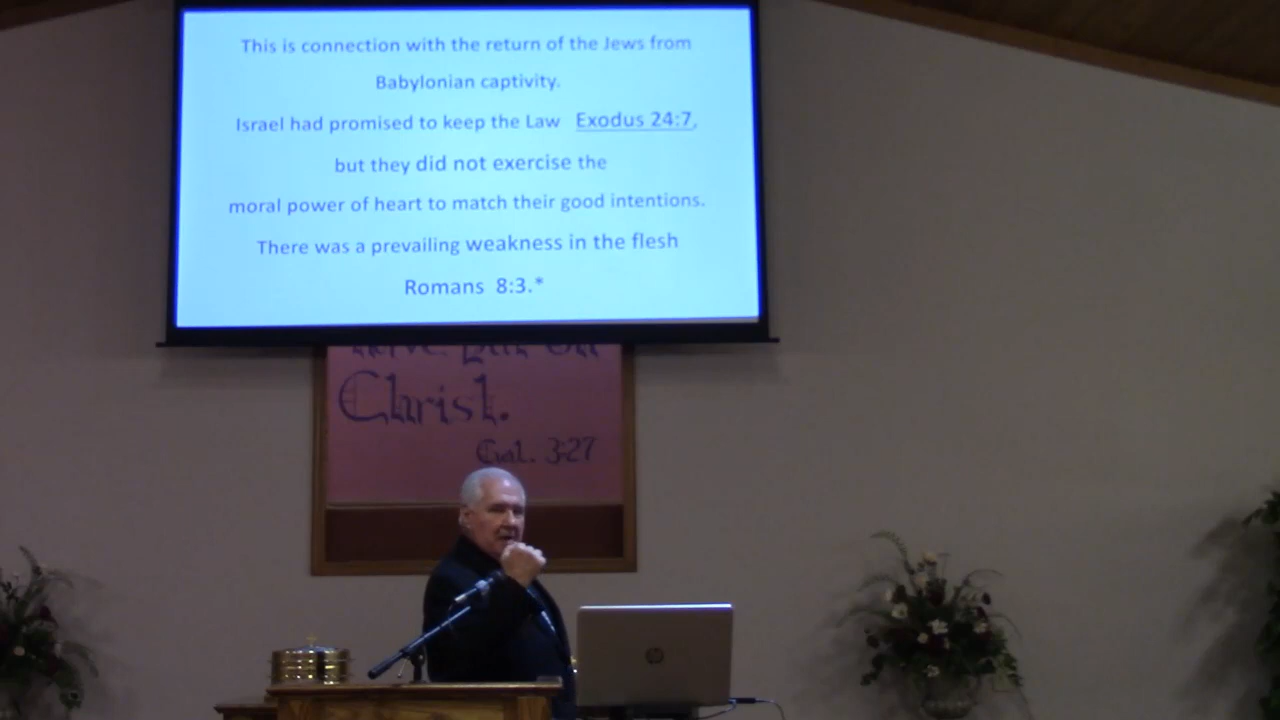 This is connection with the return of the Jews from
Babylonian captivity.
Israel had promised to keep the Law Exodus 24:7,
but they did not exercise the
moral power of heart to match their good intentions.
There was a prevailing weakness in the flesh
Romans 8:3.*
Christ.
Gal. 3:27
hp